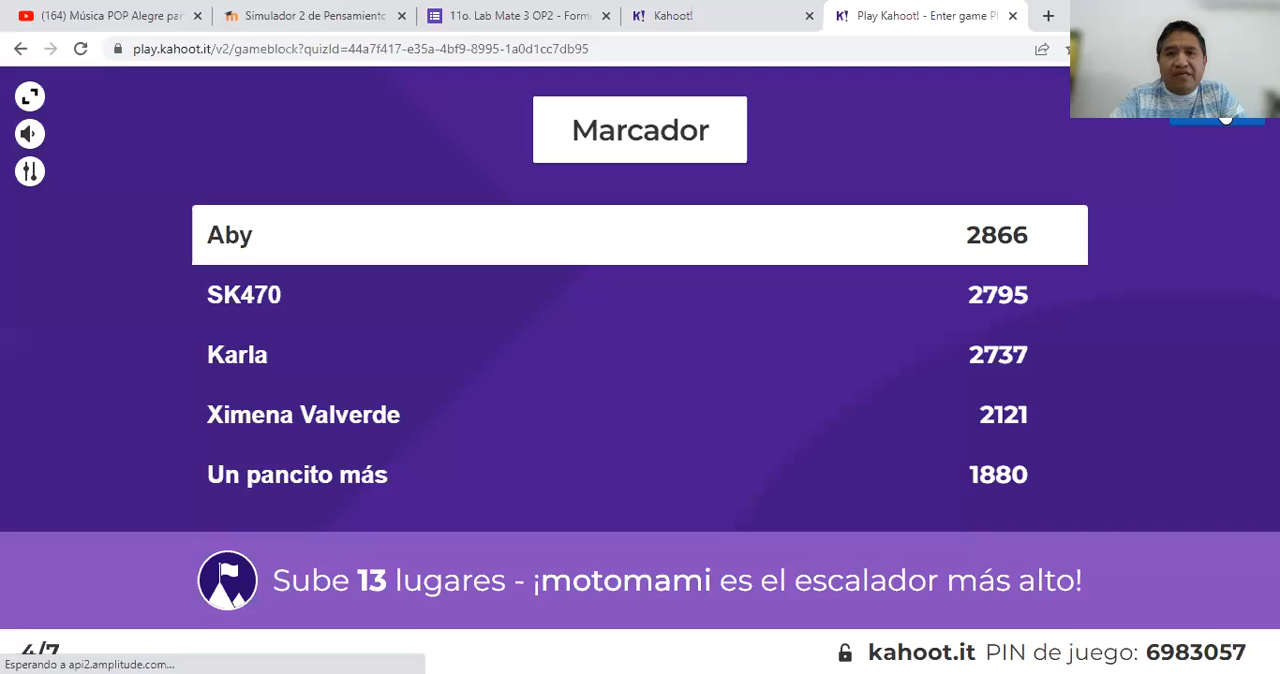 (164) Música POP Alegre par
Simulador 2 de Pensamiento
11o. Lab Mate 3 OP2 - Form
K! Kahoot!
K! Play Kahoot! - Enter game P
play.kahoot.it/v2/gameblock?quizId=44a7f417-e35a-4bf9-8995-1a0d1cc7db95
Marcador
Aby 2866
SK470 2795
Karla 2737
Ximena Valverde 2121
Un pancito más 1880
Sube 13 lugares - ¡motomami es el escalador más alto!
4/7
kahoot.it PIN de juego: 6983057
Esperando a api2.amplitude.com...